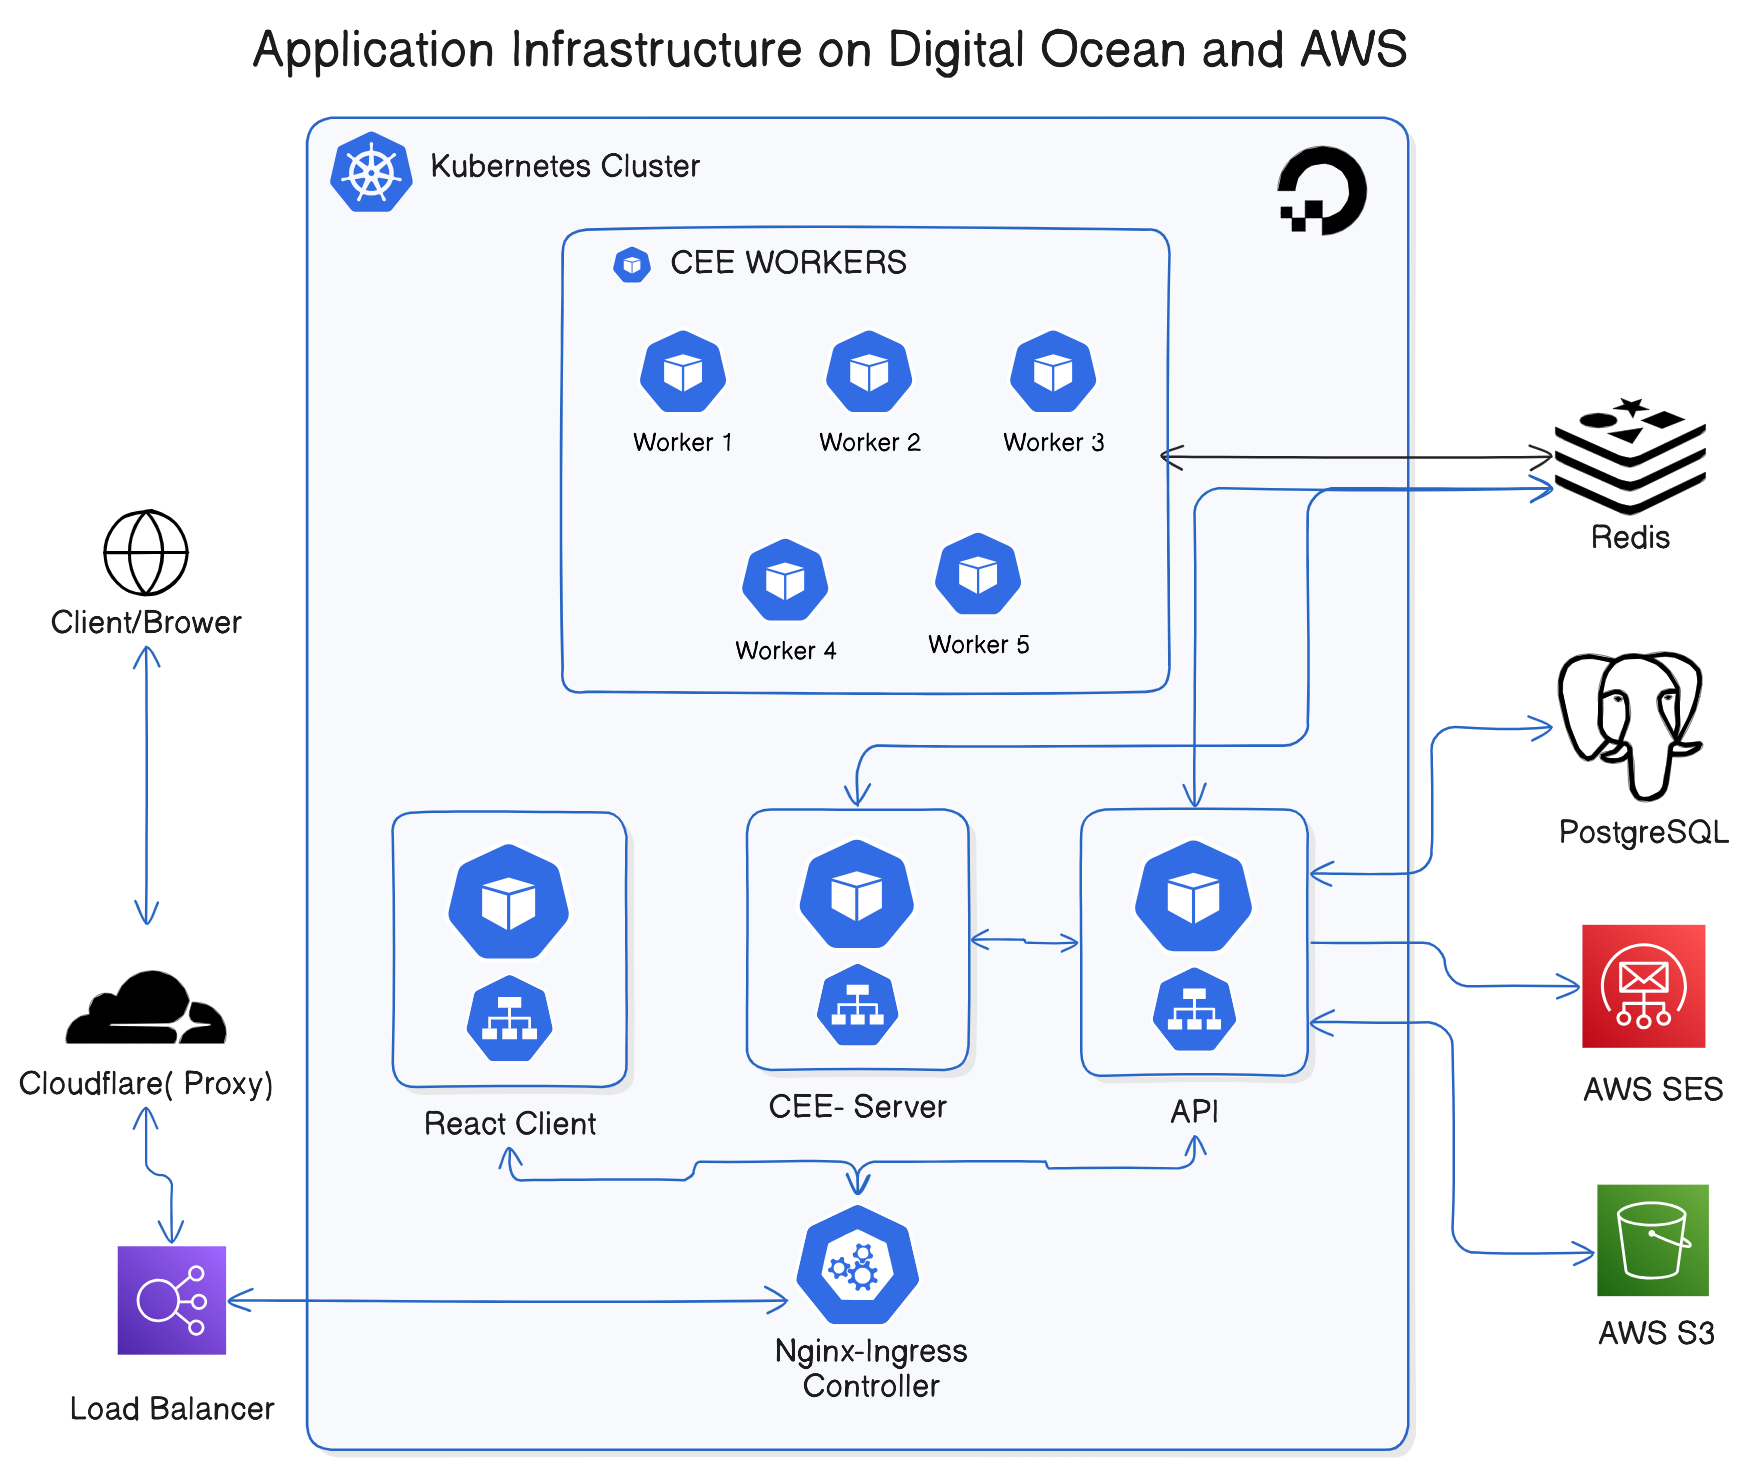 Application Infrastructure on Digital Ocean and AWS
Kubernetes Cluster
CEE WORKERS
Worker 1
Worker 2
Worker 3
Worker 4
Worker 5
Redis
Client/Brower
PostgreSQL
Cloudflare( Proxy)
React Client
CEE- Server
API
AWS SES
Nginx-Ingress
Controller
AWS S3
Load Balancer